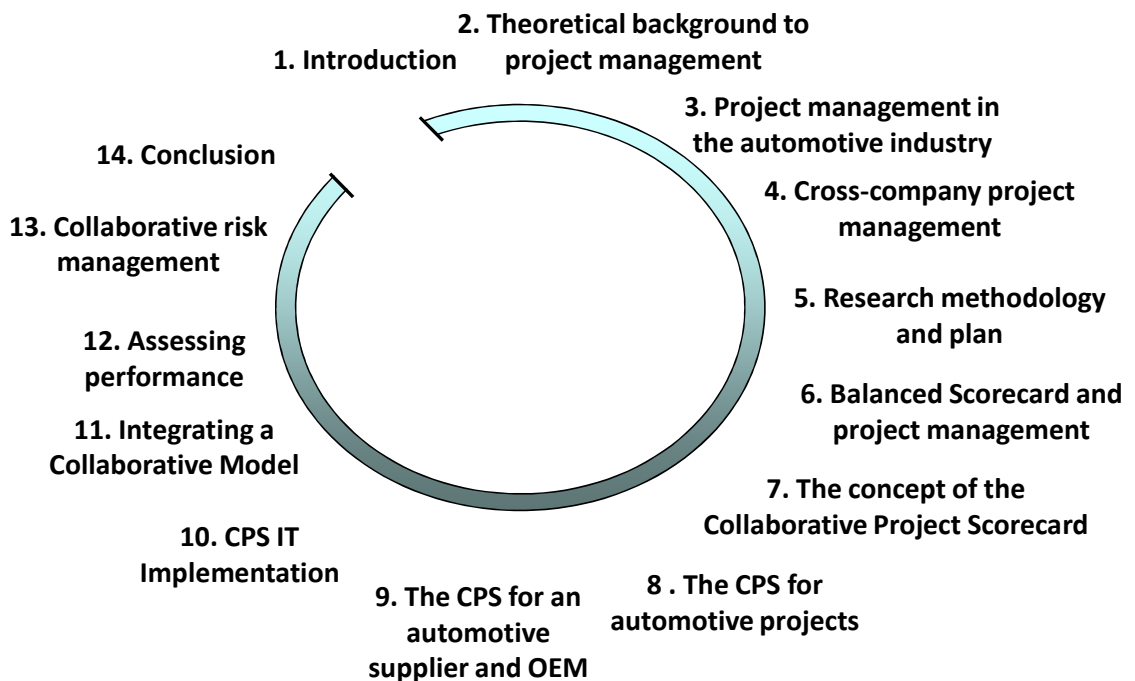 1. Introduction
2. Theoretical background to
project management
3. Project management in
the automotive industry
4. Cross-company project
management
5. Research methodology
and plan
6. Balanced Scorecard and
project management
7. The concept of the
Collaborative Project Scorecard
8 . The CPS for
automotive projects
9. The CPS for an
automotive
supplier and OEM
10. CPS IT
Implementation
11. Integrating a
Collaborative Model
12. Assessing
performance
13. Collaborative risk
management
14. Conclusion